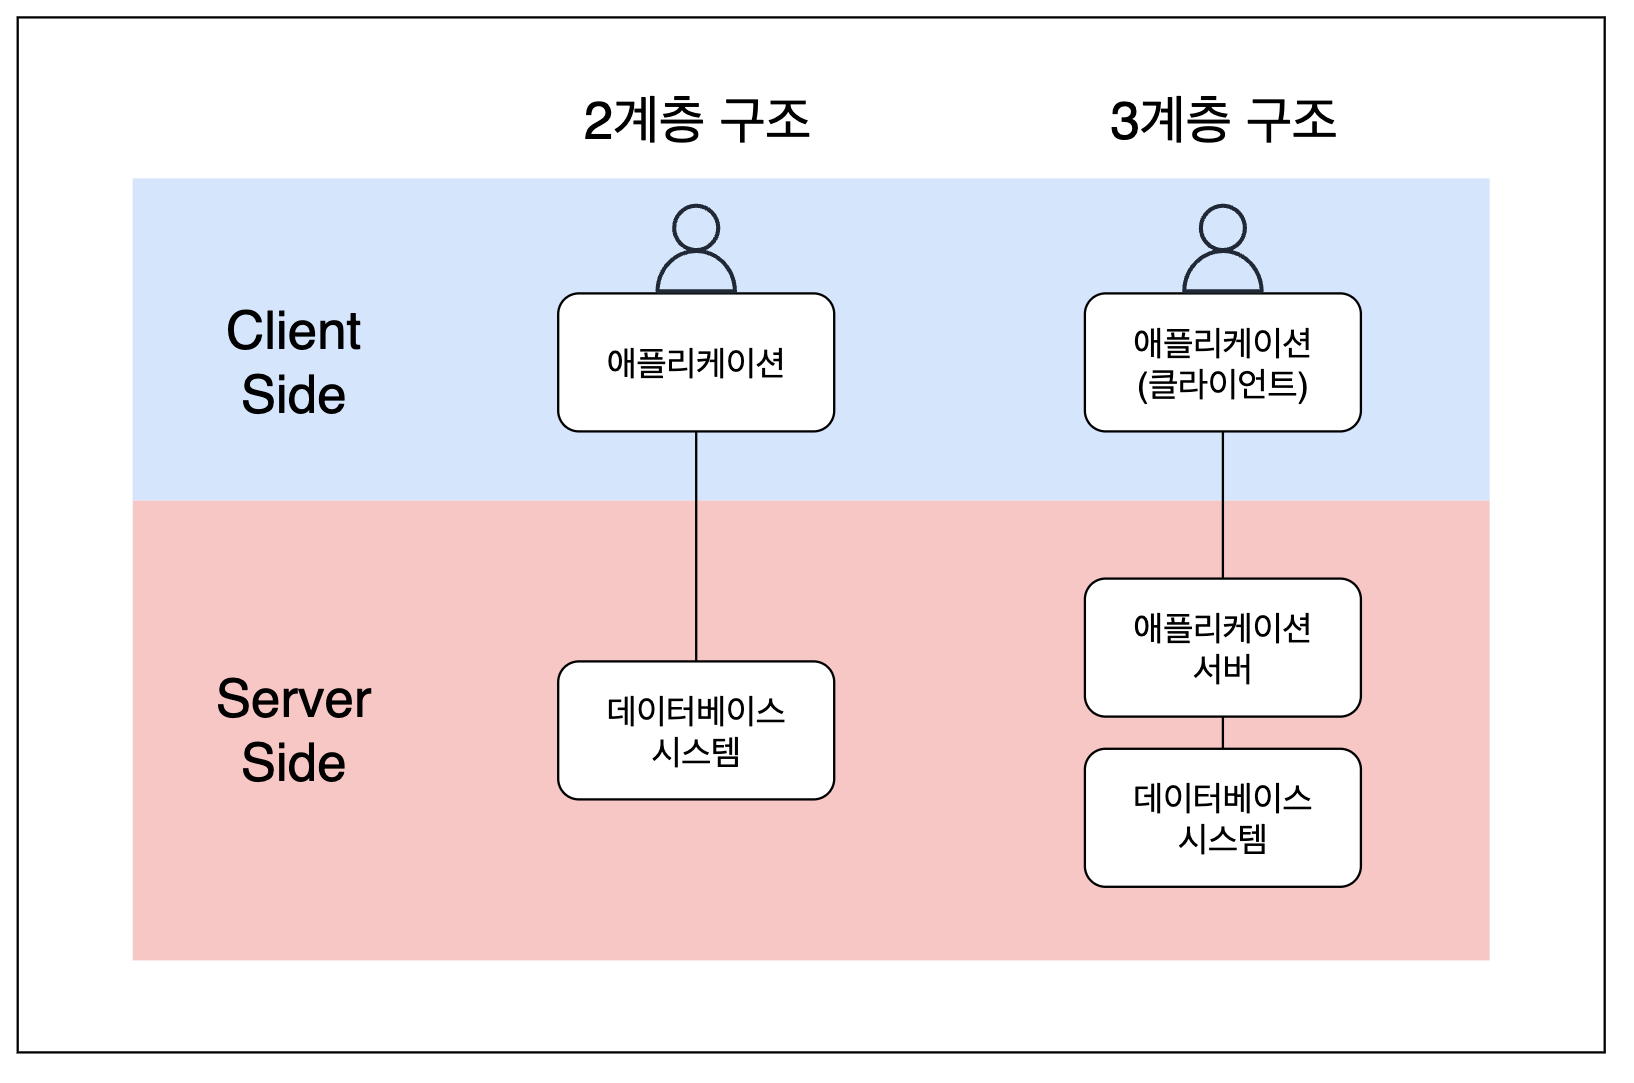 2계층 구조
3계층 구조
Client
Side
애플리케이션
애플리케이션
(클라이언트)
Server
Side
데이터베이스
시스템
애플리케이션
서버
데이터베이스
시스템